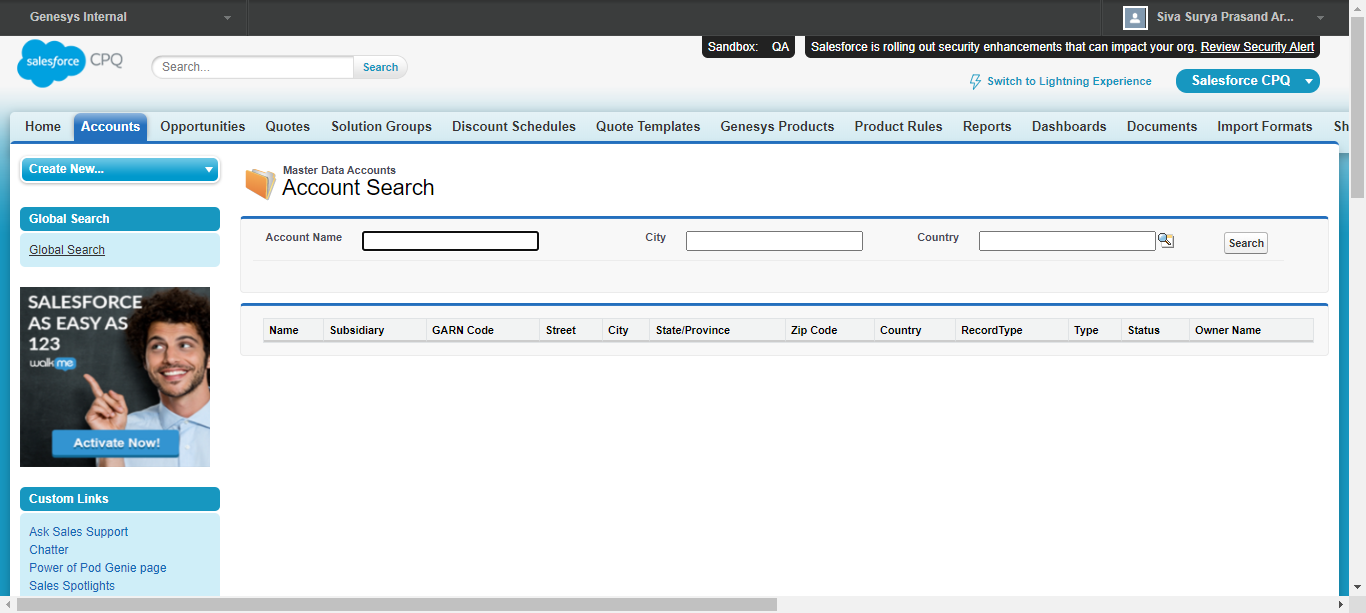 Genesys Internal
Siva Surya Prasand Ar...
salesforce CPQ
Search...
Search
Sandbox: QA
Salesforce is rolling out security enhancements that can impact your org. Review Security Alert
Switch to Lightning Experience
Salesforce CPQ
Home Accounts Opportunities Quotes Solution Groups Discount Schedules Quote Templates Genesys Products Product Rules Reports Dashboards Documents Import Formats Sh
Create New...
Global Search
Global Search
SALESFORCE
AS EASY AS
123
walkme
Activate Now!
Custom Links
Ask Sales Support
Chatter
Power of Pod Genie page
Sales Spotlights
Master Data Accounts
Account Search
Account Name City Country Search
Name Subsidiary GARN Code Street City State/Province Zip Code Country RecordType Type Status Owner Name